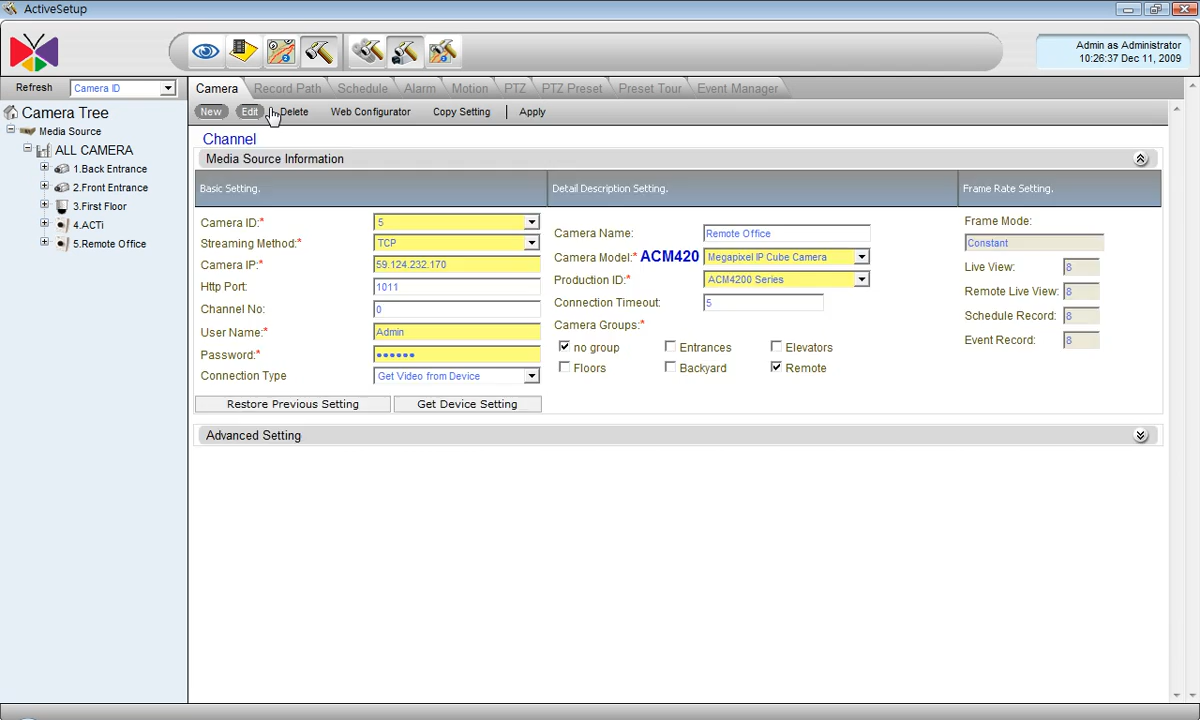 ActiveSetup
Admin as Administrator
10:26:37 Dec 11, 2009
Refresh
Camera ID
Camera
Record Path
Schedule
Alarm
Motion
PTZ
PTZ Preset
Preset Tour
Event Manager
New
Edit
Delete
Web Configurator
Copy Setting
Apply
Camera Tree
Media Source
ALL CAMERA
1.Back Entrance
2.Front Entrance
3.First Floor
4.ACTi
5.Remote Office
Channel
Media Source Information
Basic Setting.
Detail Description Setting.
Frame Rate Setting.
Camera ID:* 5
Streaming Method:* TCP
Camera IP:* 59.124.232.170
Http Port: 1011
Channel No: 0
User Name:* Admin
Password:* ••••••
Connection Type Get Video from Device
Restore Previous Setting
Get Device Setting
Camera Name: Remote Office
Camera Model:* ACM420 Megapixel IP Cube Camera
Production ID:* ACM4200 Series
Connection Timeout: 5
Camera Groups:*
no group Entrances Elevators
Floors Backyard Remote
Frame Mode:
Constant
Live View: 8
Remote Live View: 8
Schedule Record: 8
Event Record: 8
Advanced Setting